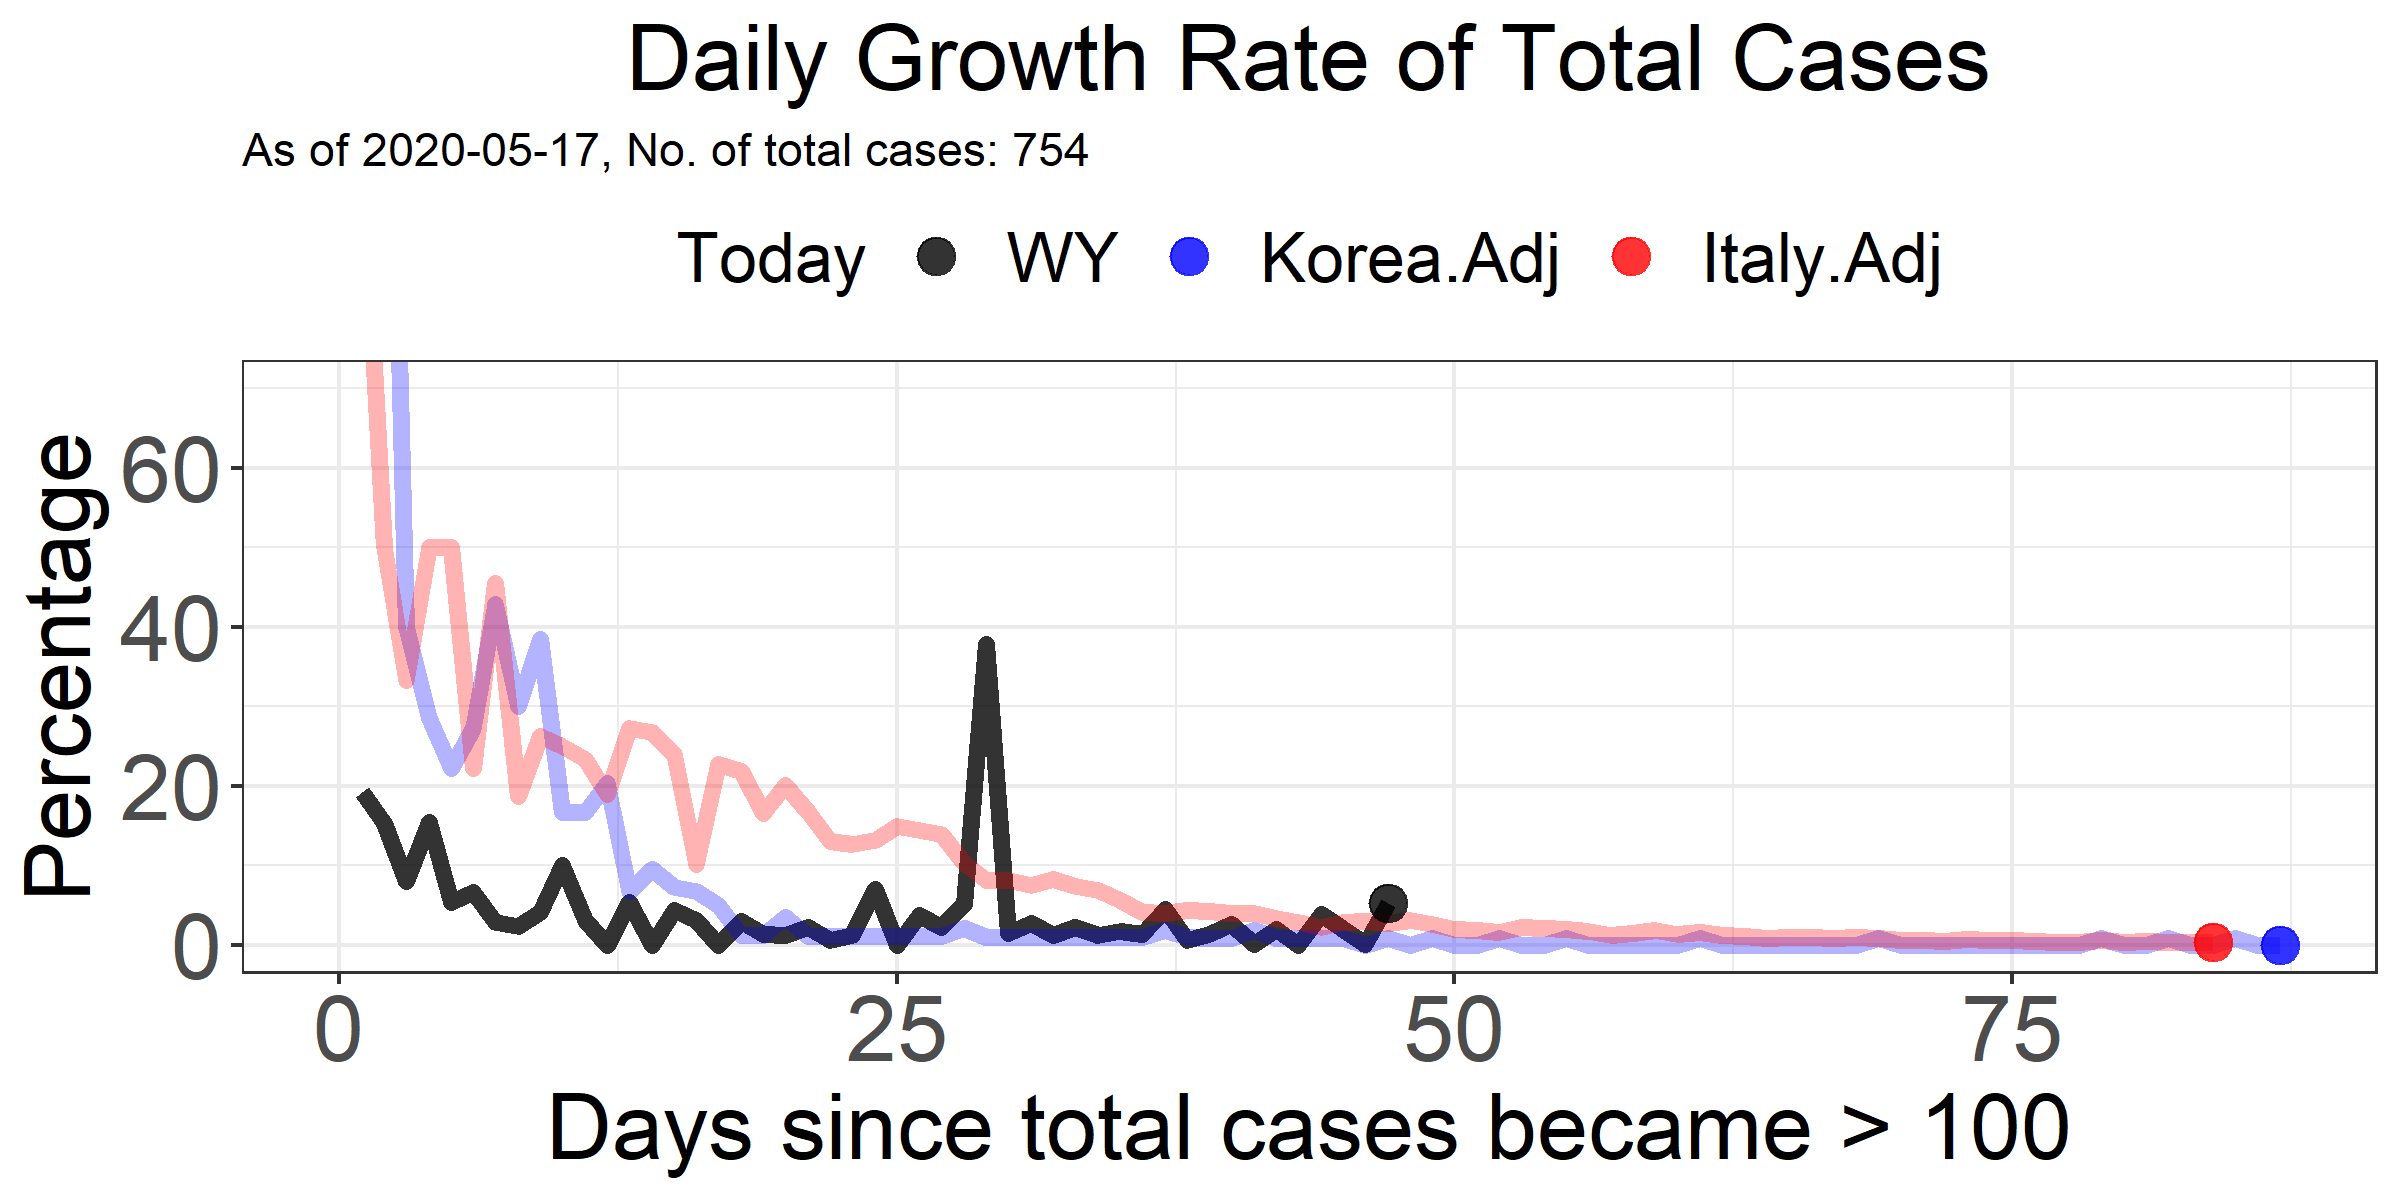 Daily Growth Rate of Total Cases
As of 2020-05-17, No. of total cases: 754
Today WY Korea.Adj Italy.Adj
Percentage
60
40
20
0
0 25 50 75
Days since total cases became > 100